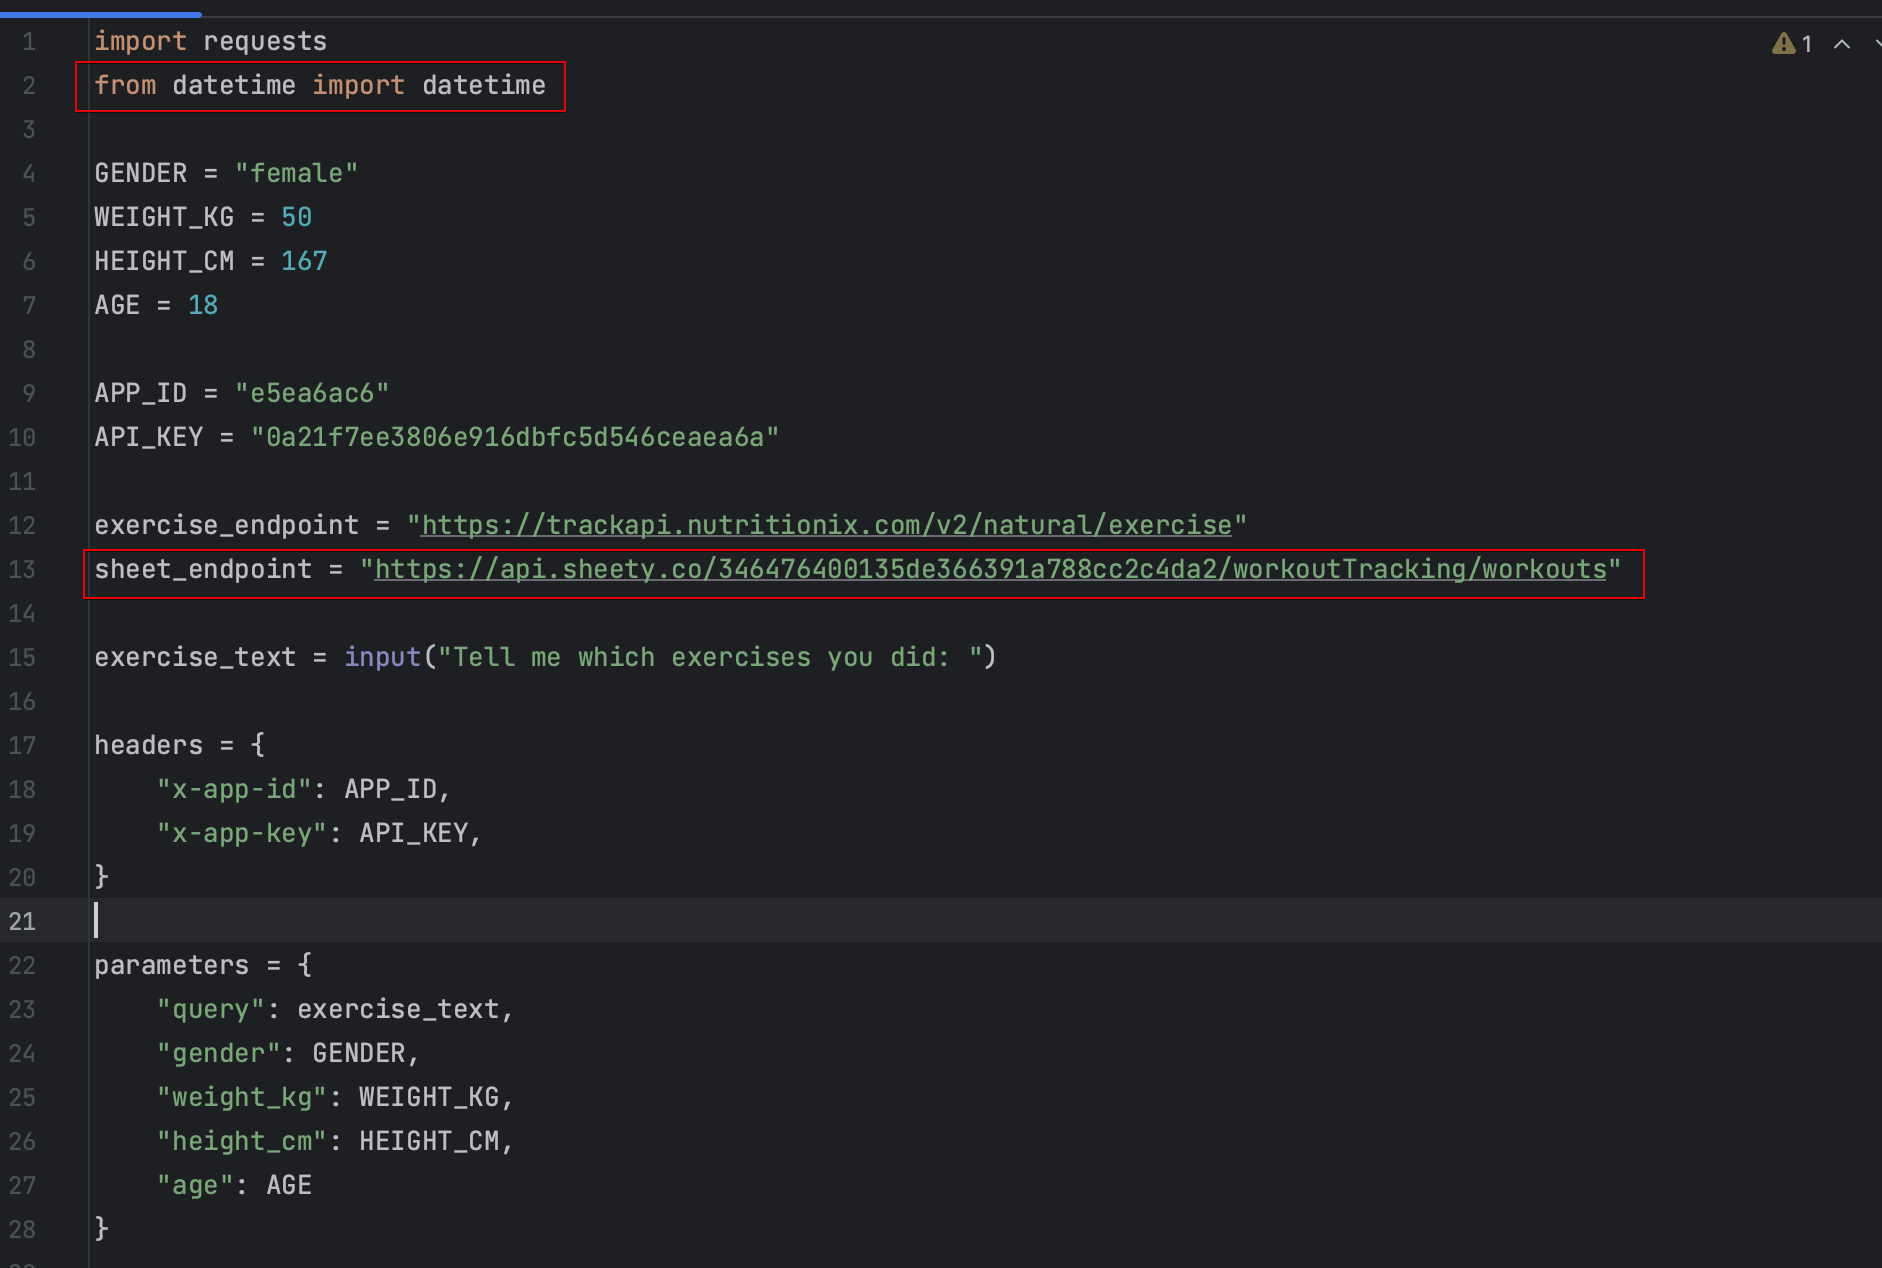 1 import requests
2 from datetime import datetime
3
4 GENDER = "female"
5 WEIGHT_KG = 50
6 HEIGHT_CM = 167
7 AGE = 18
8
9 APP_ID = "e5ea6ac6"
10 API_KEY = "0a21f7ee3806e916dbfc5d546ceaea6a"
11
12 exercise_endpoint = "https://trackapi.nutritionix.com/v2/natural/exercise"
13 sheet_endpoint = "https://api.sheety.co/346476400135de366391a788cc2c4da2/workoutTracking/workouts"
14
15 exercise_text = input("Tell me which exercises you did: ")
16
17 headers = {
18     "x-app-id": APP_ID,
19     "x-app-key": API_KEY,
20 }
21
22 parameters = {
23     "query": exercise_text,
24     "gender": GENDER,
25     "weight_kg": WEIGHT_KG,
26     "height_cm": HEIGHT_CM,
27     "age": AGE
28 }
1